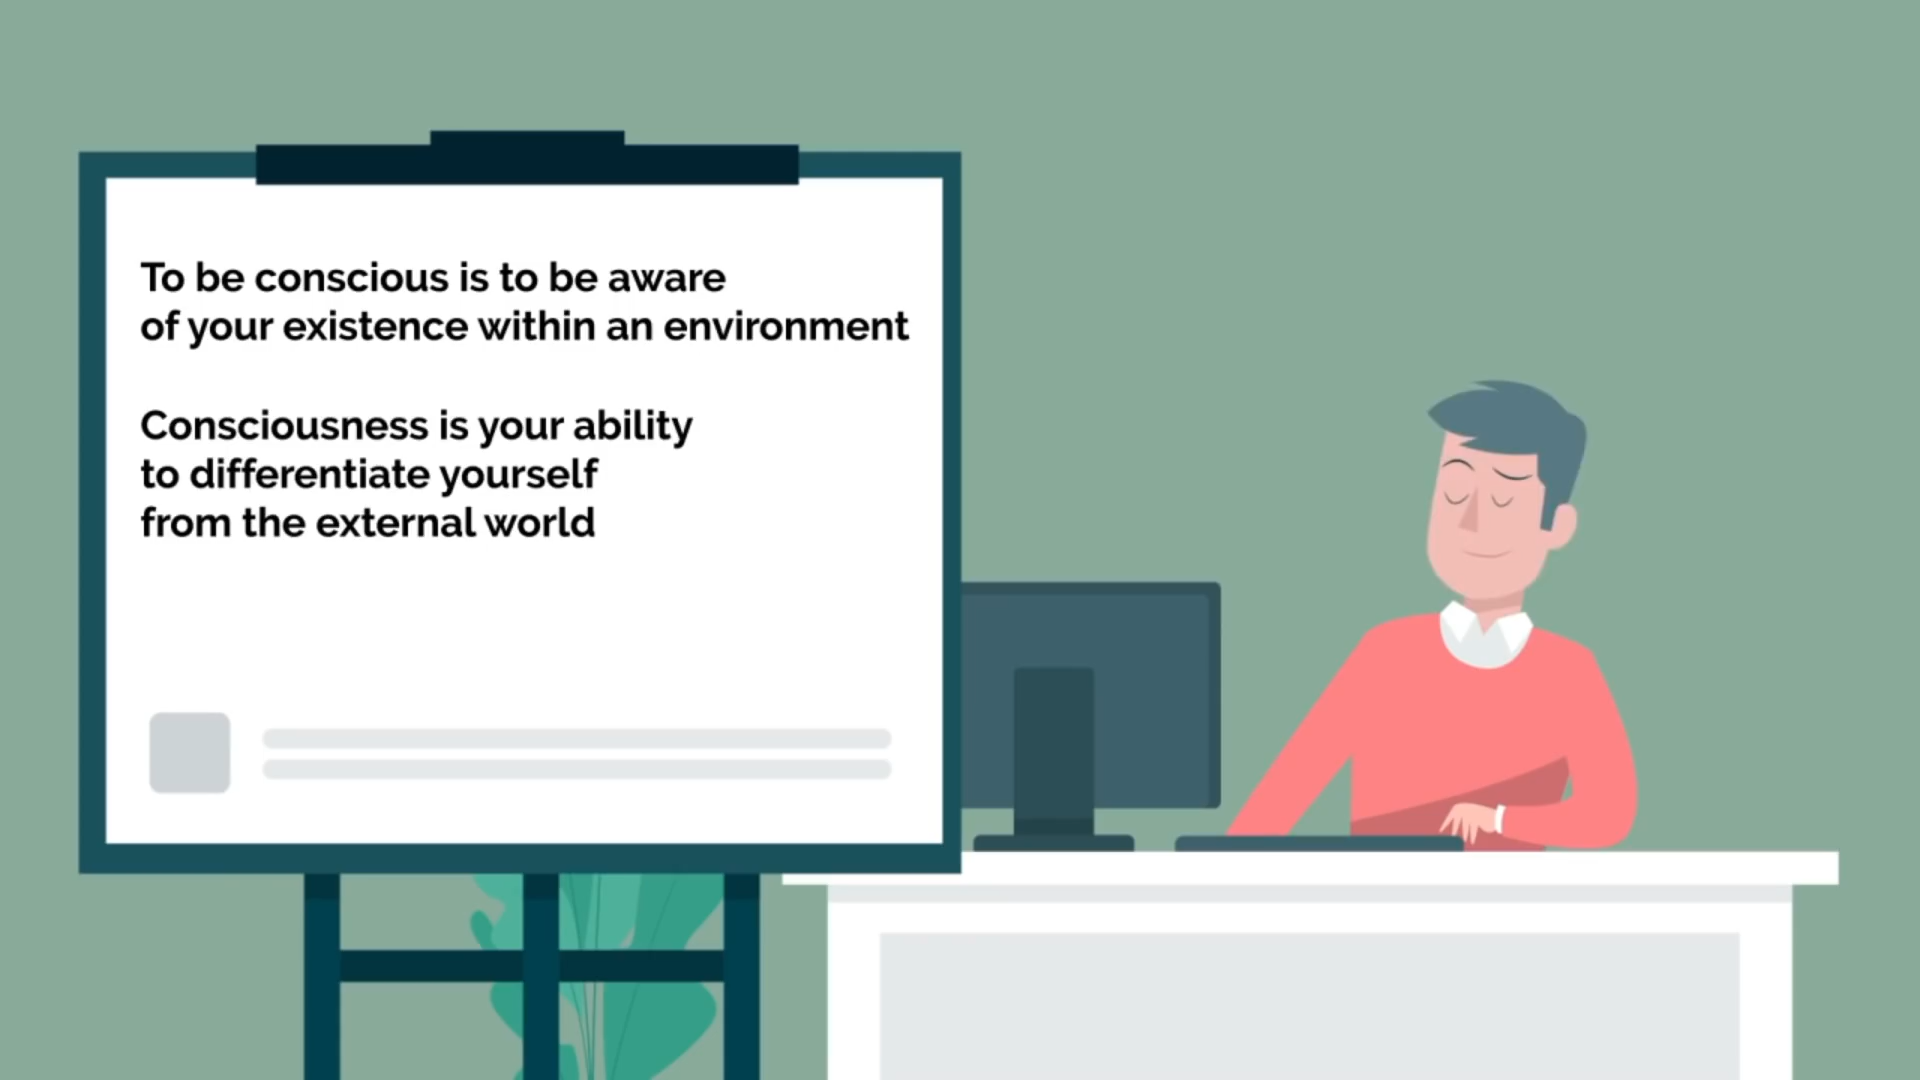 To be conscious is to be aware
of your existence within an environment
Consciousness is your ability
to differentiate yourself
from the external world